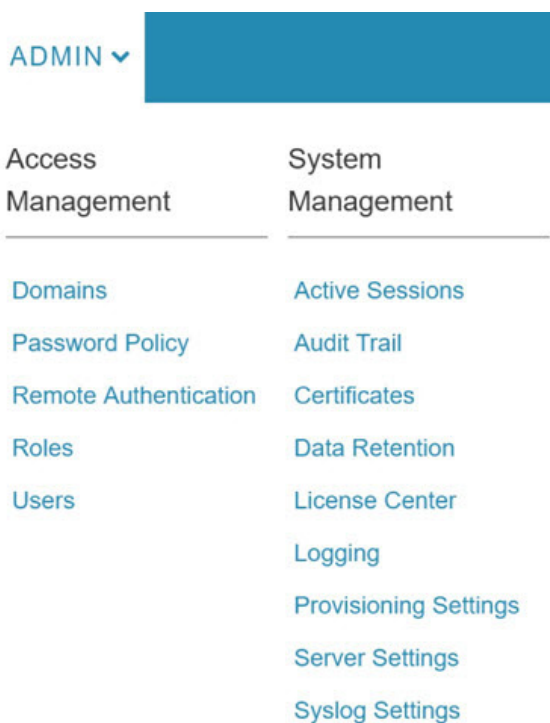 ADMIN
Access
Management
Domains
Password Policy
Remote Authentication
Roles
Users
System
Management
Active Sessions
Audit Trail
Certificates
Data Retention
License Center
Logging
Provisioning Settings
Server Settings
Syslog Settings